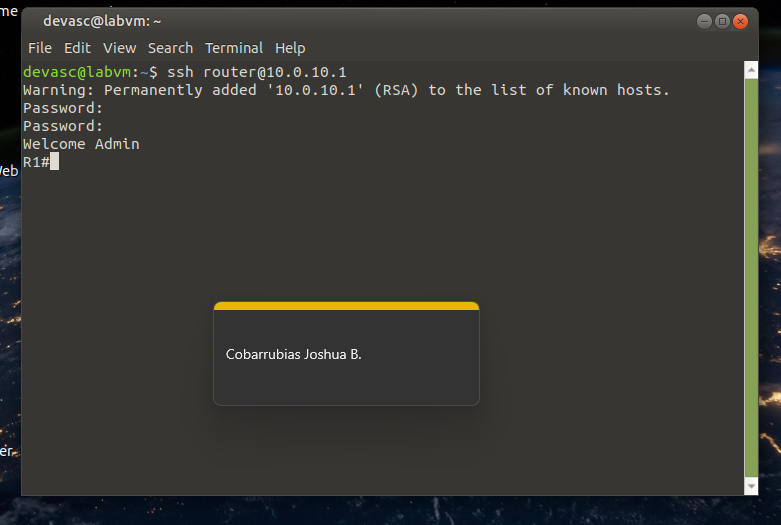 me
devasc@labvm: ~
File Edit View Search Terminal Help
devasc@labvm:~$ ssh router@10.0.10.1
Warning: Permanently added '10.0.10.1' (RSA) to the list of known hosts.
Password:
Password:
Welcome Admin
R1#
Web
Cobarrubias Joshua B.
er